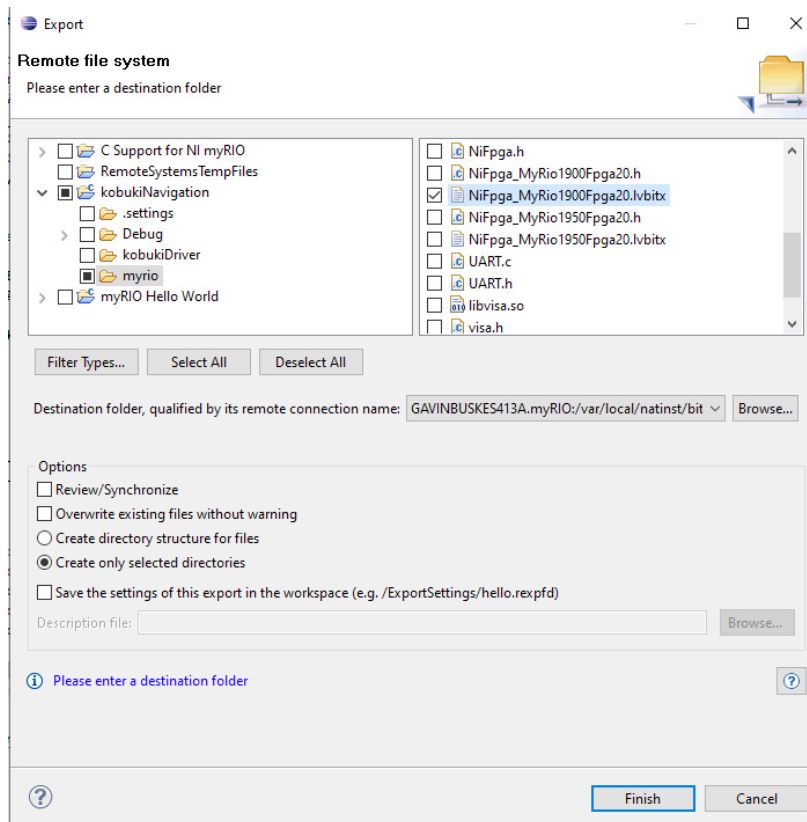 Export
Remote file system
Please enter a destination folder
C Support for NI myRIO
RemoteSystemsTempFiles
kobukiNavigation
.settings
Debug
kobukiDriver
myrio
myRIO Hello World
NiFpga.h
NiFpga_MyRio1900Fpga20.h
NiFpga_MyRio1900Fpga20.lvbitx
NiFpga_MyRio1950Fpga20.h
NiFpga_MyRio1950Fpga20.lvbitx
UART.c
UART.h
libvisa.so
visa.h
Filter Types...
Select All
Deselect All
Destination folder, qualified by its remote connection name:
GAVINBUSKES413A.myRIO:/var/local/natinst/bit
Browse...
Options
Review/Synchronize
Overwrite existing files without warning
Create directory structure for files
Create only selected directories
Save the settings of this export in the workspace (e.g. /ExportSettings/hello.rexpfd)
Description file:
Browse...
Please enter a destination folder
Finish
Cancel